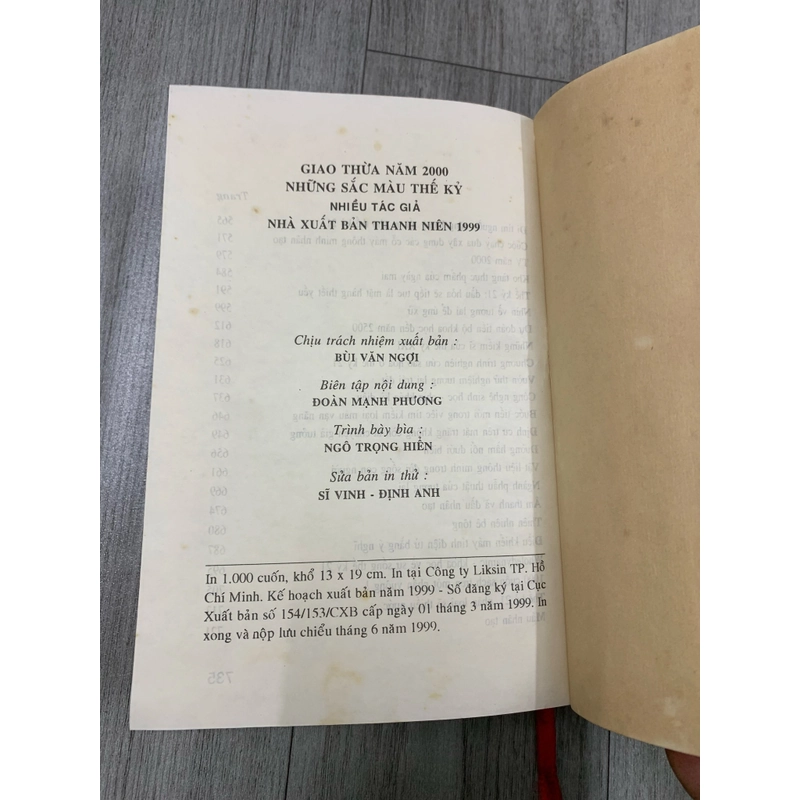 GIAO THỪA NĂM 2000
NHỮNG SẮC MÀU THẾ KỶ
NHIỀU TÁC GIẢ
NHÀ XUẤT BẢN THANH NIÊN 1999
Chịu trách nhiệm xuất bản :
BÙI VĂN NGỢI
Biên tập nội dung :
ĐOÀN MẠNH PHƯƠNG
Trình bày bìa :
NGÔ TRỌNG HIỂN
Sửa bản in thử :
SĨ VINH - ĐỊNH ANH
In 1.000 cuốn, khổ 13 x 19 cm. In tại Công ty Liksin TP. Hồ
Chí Minh. Kế hoạch xuất bản năm 1999 - Số đăng ký tại Cục
Xuất bản số 154/153/CXB cấp ngày 01 tháng 3 năm 1999. In
xong và nộp lưu chiểu tháng 6 năm 1999.